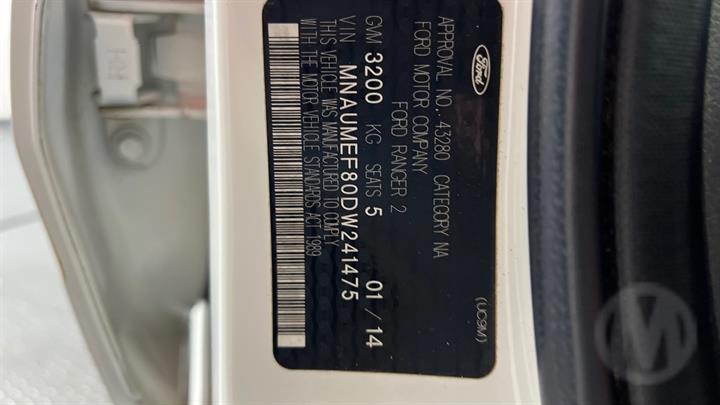 Ford
APPROVAL NO. 43280 CATEGORY NA
FORD MOTOR COMPANY
FORD RANGER 2
GVM 3200 KG SEATS 5 01/14
VIN MNAUMEF80DW241475
THIS VEHICLE WAS MANUFACTURED TO COMPLY
WITH THE MOTOR VEHICLE STANDARDS ACT 1989
(UC9M)